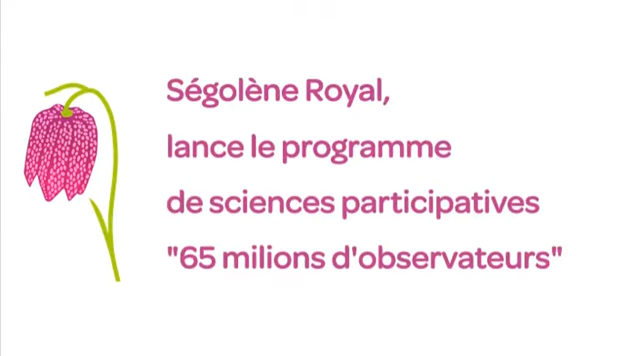 Ségolène Royal,
lance le programme
de sciences participatives
"65 milions d'observateurs"